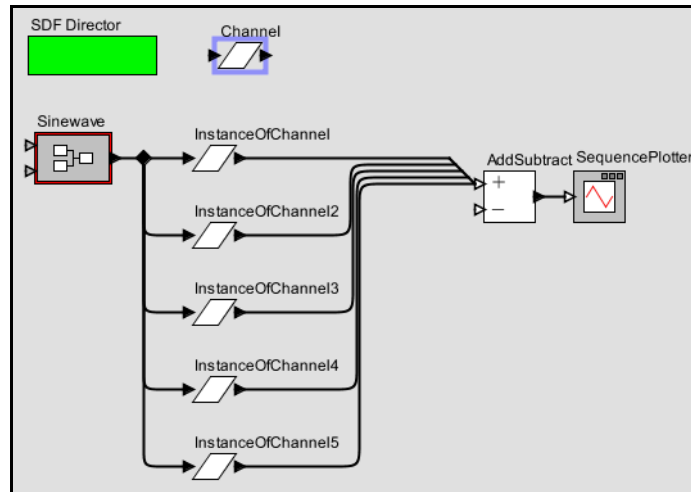 SDF Director
Channel
Sinewave
InstanceOfChannel
AddSubtract
SequencePlotter
InstanceOfChannel2
InstanceOfChannel3
InstanceOfChannel4
InstanceOfChannel5